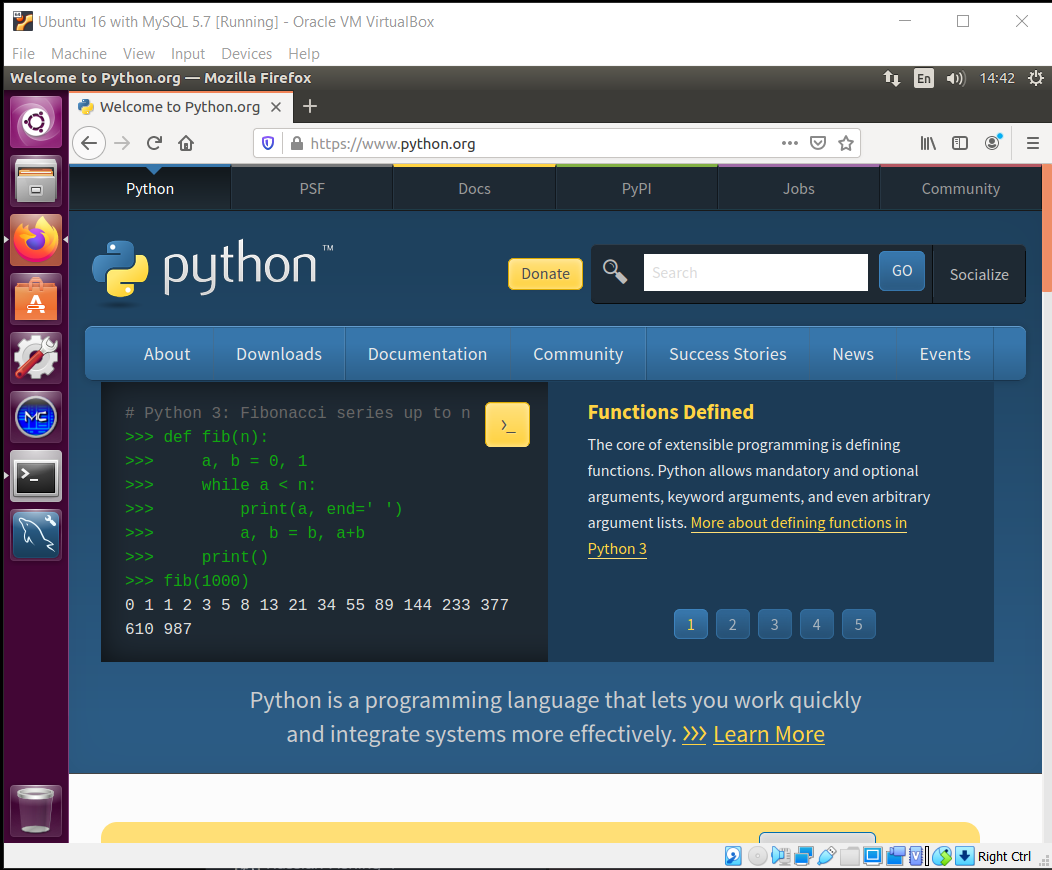 Ubuntu 16 with MySQL 5.7 [Running] - Oracle VM VirtualBox
File Machine View Input Devices Help
Welcome to Python.org — Mozilla Firefox En 14:42
Welcome to Python.org
https://www.python.org
Python PSF Docs PyPI Jobs Community
python™ Donate Search GO Socialize
About Downloads Documentation Community Success Stories News Events
# Python 3: Fibonacci series up to n
>>> def fib(n):
>>>     a, b = 0, 1
>>>     while a < n:
>>>         print(a, end=' ')
>>>         a, b = b, a+b
>>>     print()
>>> fib(1000)
0 1 1 2 3 5 8 13 21 34 55 89 144 233 377
610 987
>_
Functions Defined
The core of extensible programming is defining
functions. Python allows mandatory and optional
arguments, keyword arguments, and even arbitrary
argument lists. More about defining functions in
Python 3
1 2 3 4 5
Python is a programming language that lets you work quickly
and integrate systems more effectively. >>> Learn More
A
MC
>_
V
Right Ctrl